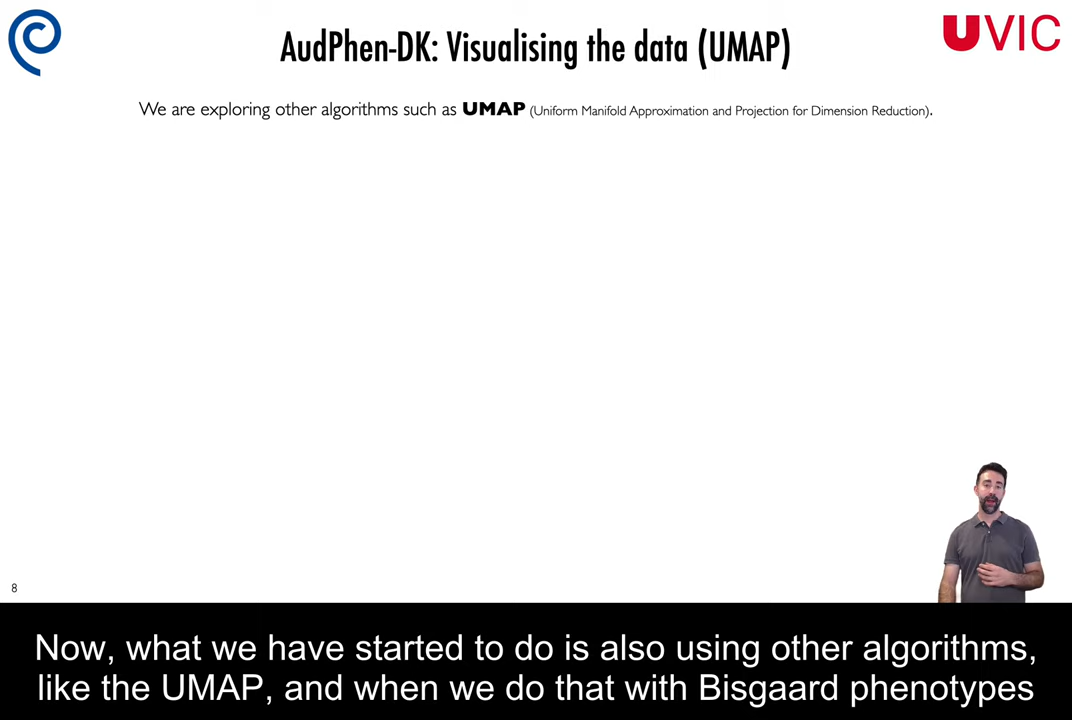 AudPhen-DK: Visualising the data (UMAP)
UVIC
We are exploring other algorithms such as UMAP (Uniform Manifold Approximation and Projection for Dimension Reduction).
8
Now, what we have started to do is also using other algorithms,
like the UMAP, and when we do that with Bisgaard phenotypes